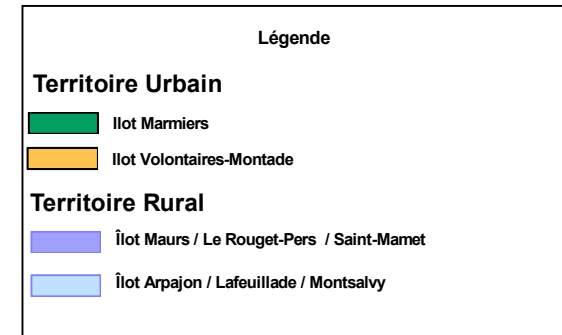 Légende
Territoire Urbain
Ilot Marmiers
Ilot Volontaires-Montade
Territoire Rural
Îlot Maurs / Le Rouget-Pers / Saint-Mamet
Îlot Arpajon / Lafeuillade / Montsalvy